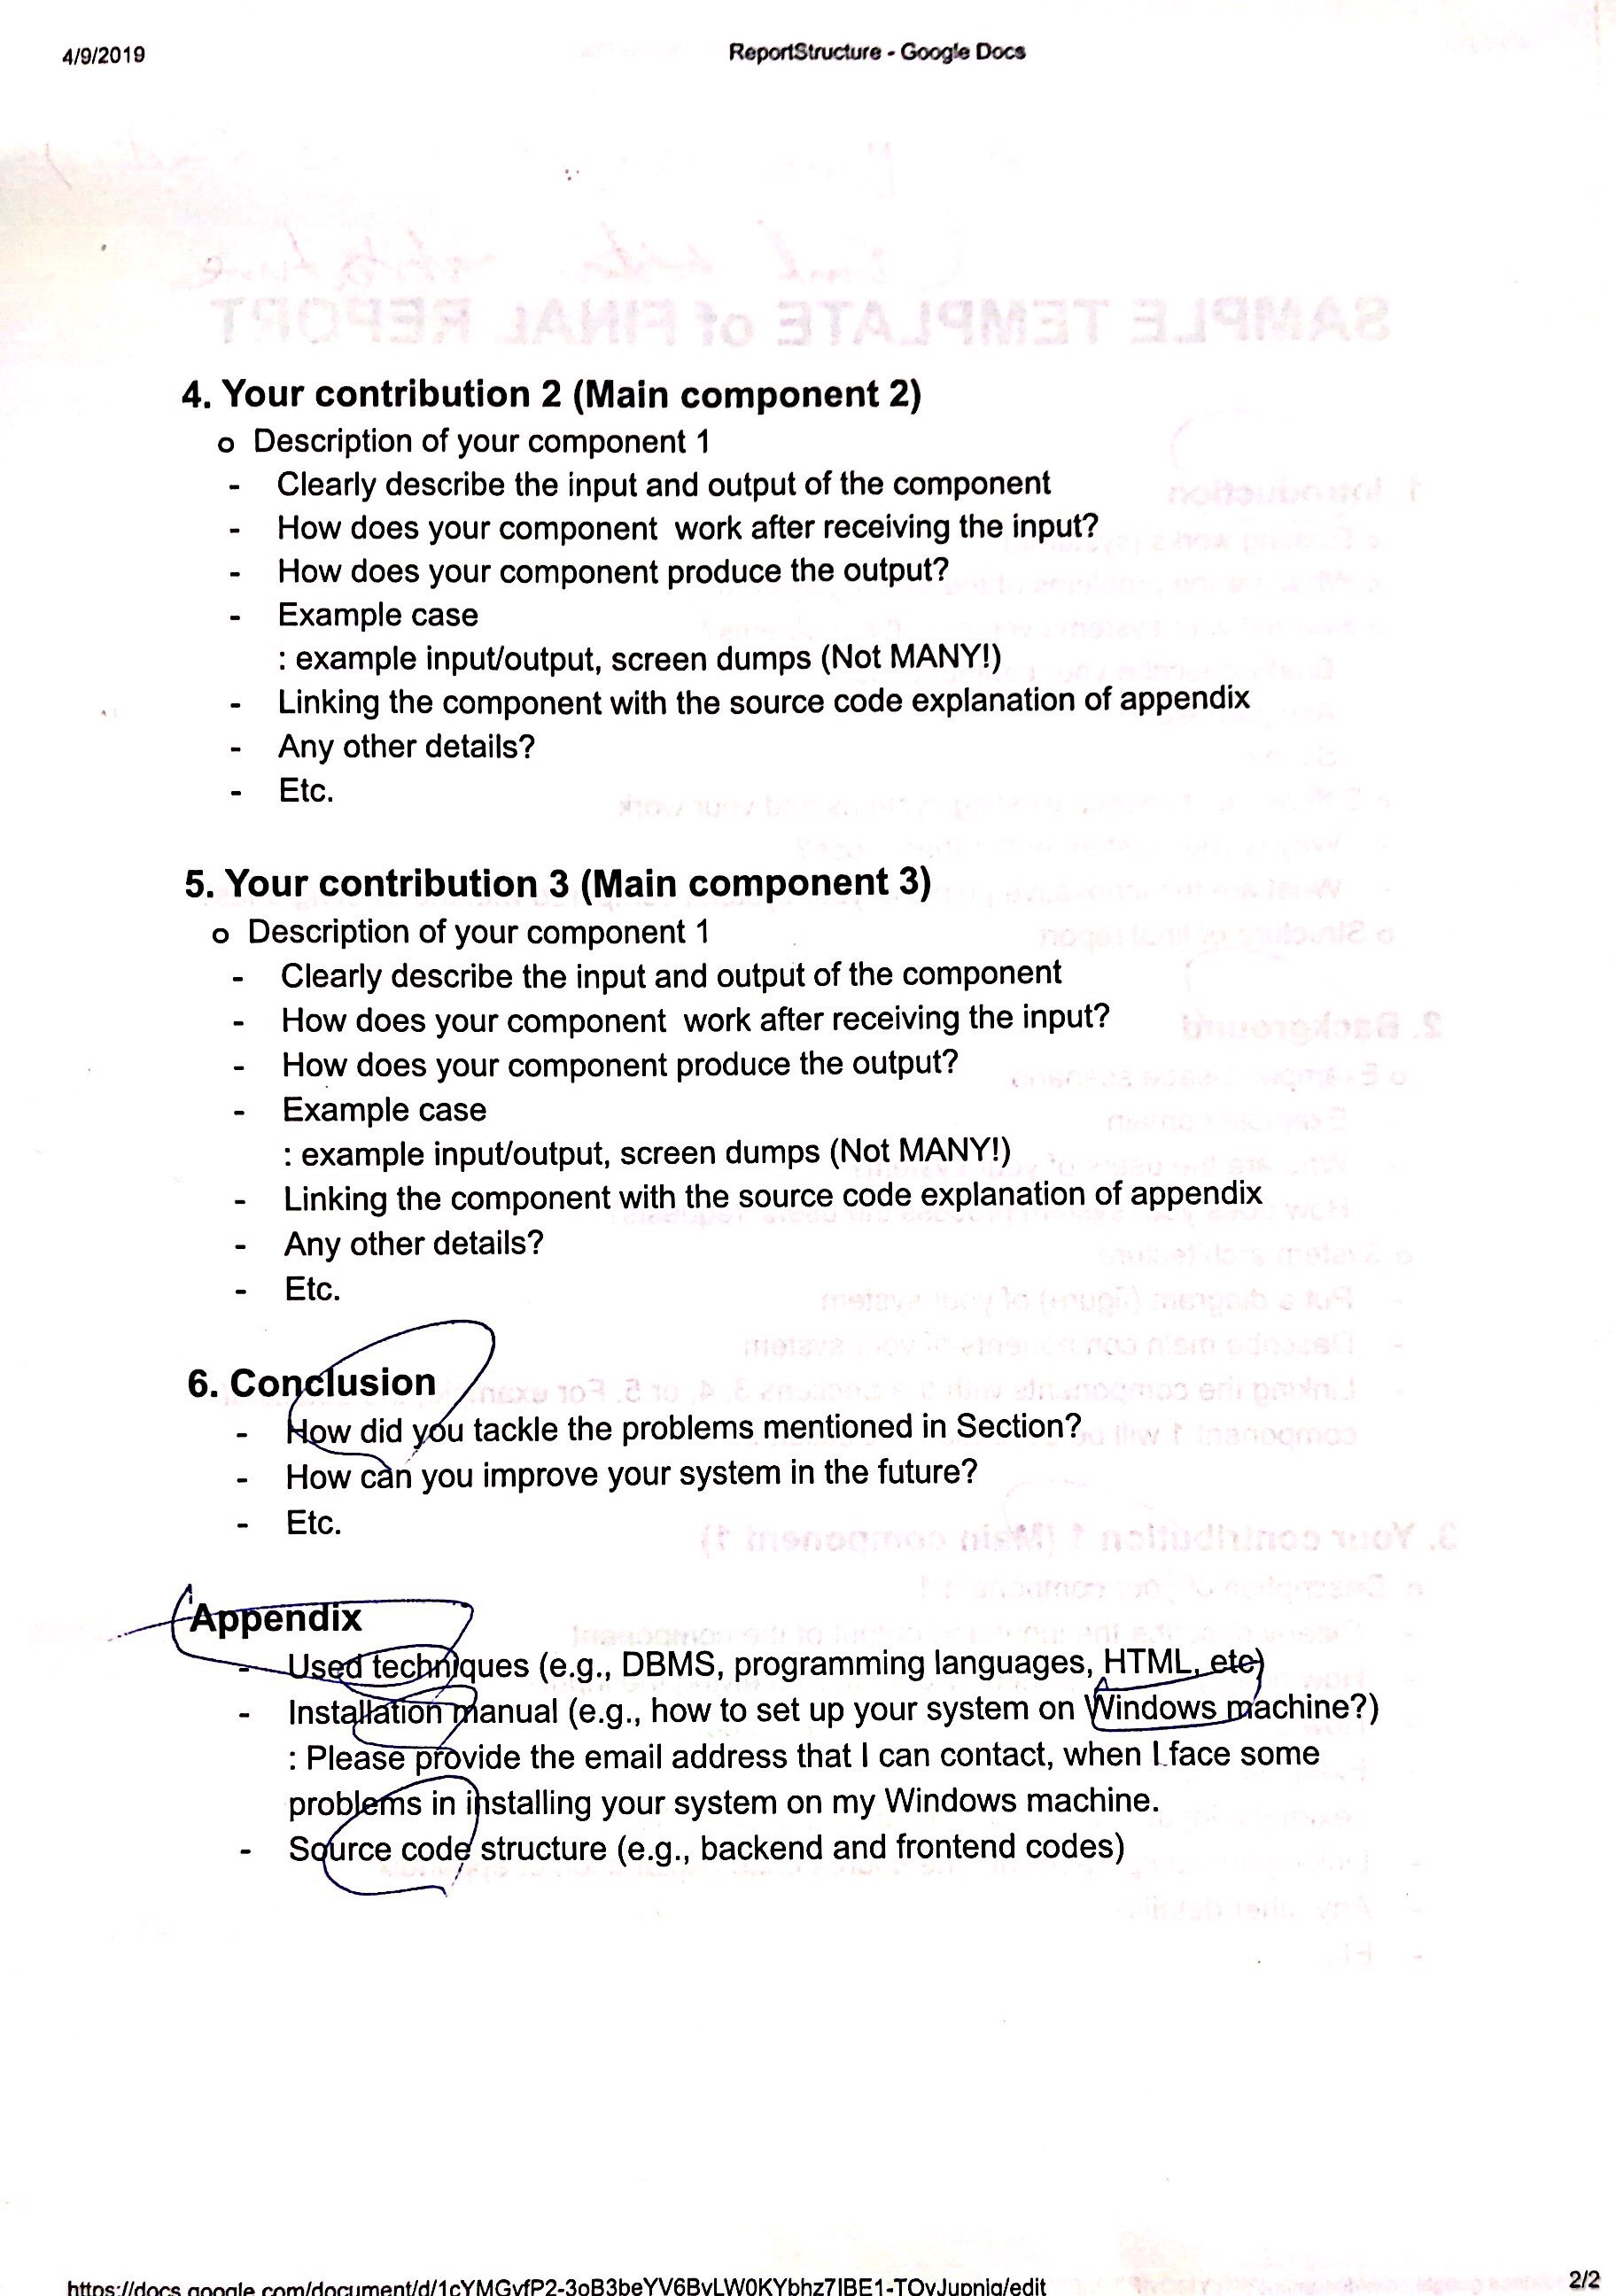 4/9/2019
ReportStructure - Google Docs
SAMPLE TEMPLATE of FINAL REPORT
4. Your contribution 2 (Main component 2)
o Description of your component 1
- Clearly describe the input and output of the component
- How does your component work after receiving the input?
- How does your component produce the output?
- Example case
: example input/output, screen dumps (Not MANY!)
- Linking the component with the source code explanation of appendix
- Any other details?
- Etc.
5. Your contribution 3 (Main component 3)
o Description of your component 1
- Clearly describe the input and output of the component
- How does your component work after receiving the input?
- How does your component produce the output?
- Example case
: example input/output, screen dumps (Not MANY!)
- Linking the component with the source code explanation of appendix
- Any other details?
- Etc.
6. Conclusion
- How did you tackle the problems mentioned in Section?
- How can you improve your system in the future?
- Etc.
Appendix
- Used techniques (e.g., DBMS, programming languages, HTML, etc)
- Installation manual (e.g., how to set up your system on Windows machine?)
: Please provide the email address that I can contact, when I face some
problems in installing your system on my Windows machine.
- Source code structure (e.g., backend and frontend codes)
2/2